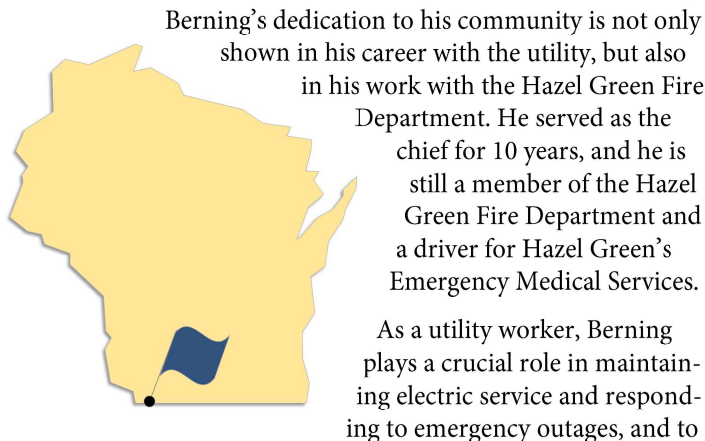 Berning’s dedication to his community is not only
shown in his career with the utility, but also
in his work with the Hazel Green Fire
Department. He served as the
chief for 10 years, and he is
still a member of the Hazel
Green Fire Department and
a driver for Hazel Green’s
Emergency Medical Services.
As a utility worker, Berning
plays a crucial role in maintain-
ing electric service and respond-
ing to emergency outages, and to